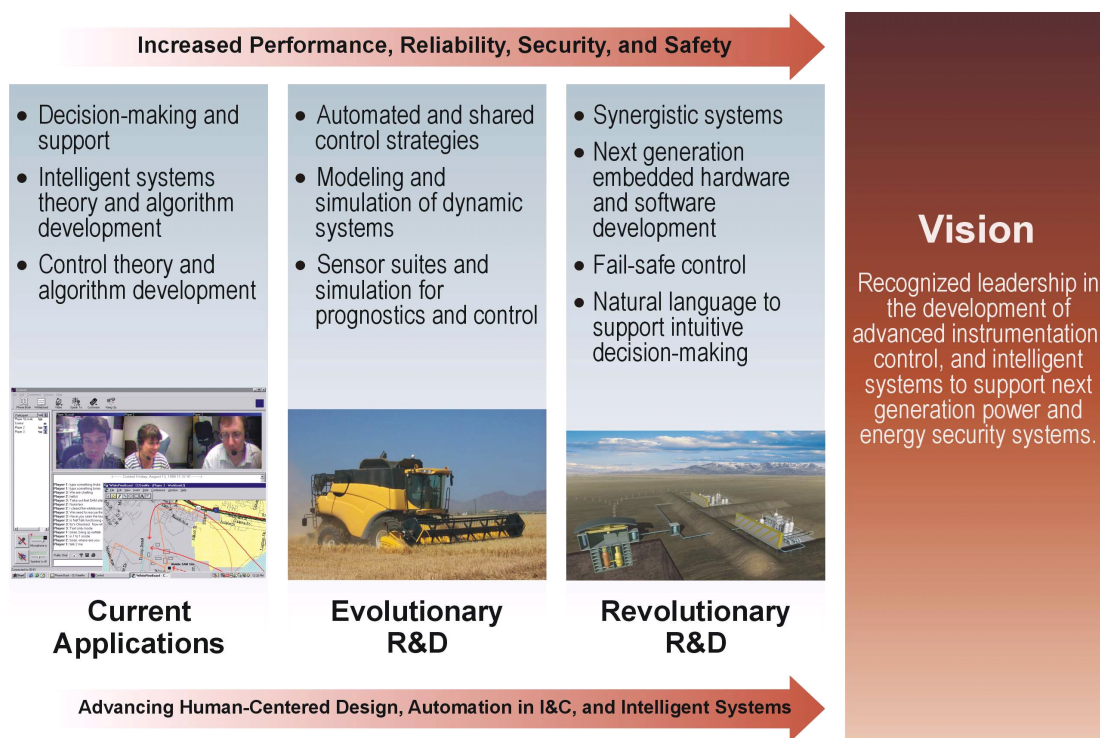 Increased Performance, Reliability, Security, and Safety
• Decision-making and
support
• Intelligent systems
theory and algorithm
development
• Control theory and
algorithm development
Current
Applications
• Automated and shared
control strategies
• Modeling and
simulation of dynamic
systems
• Sensor suites and
simulation for
prognostics and control
Evolutionary
R&D
• Synergistic systems
• Next generation
embedded hardware
and software
development
• Fail-safe control
• Natural language to
support intuitive
decision-making
Revolutionary
R&D
Advancing Human-Centered Design, Automation in I&C, and Intelligent Systems
Vision
Recognized leadership in
the development of
advanced instrumentation
control, and intelligent
systems to support next
generation power and
energy security systems.